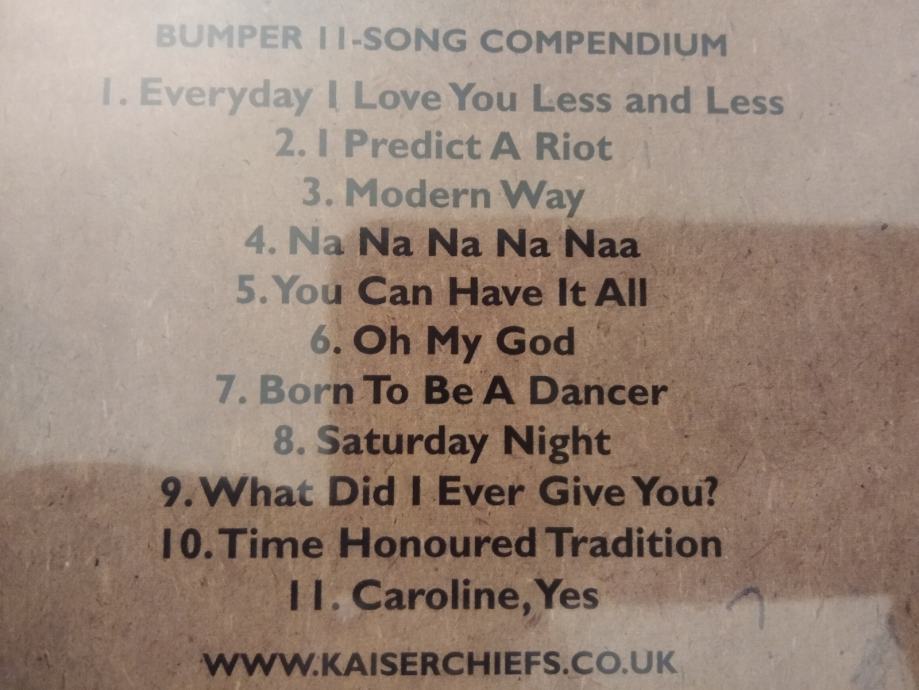 BUMPER 11-SONG COMPENDIUM
1. Everyday I Love You Less and Less
2. I Predict A Riot
3. Modern Way
4. Na Na Na Na Naa
5. You Can Have It All
6. Oh My God
7. Born To Be A Dancer
8. Saturday Night
9. What Did I Ever Give You?
10. Time Honoured Tradition
11. Caroline, Yes
WWW.KAISERCHIEFS.CO.UK